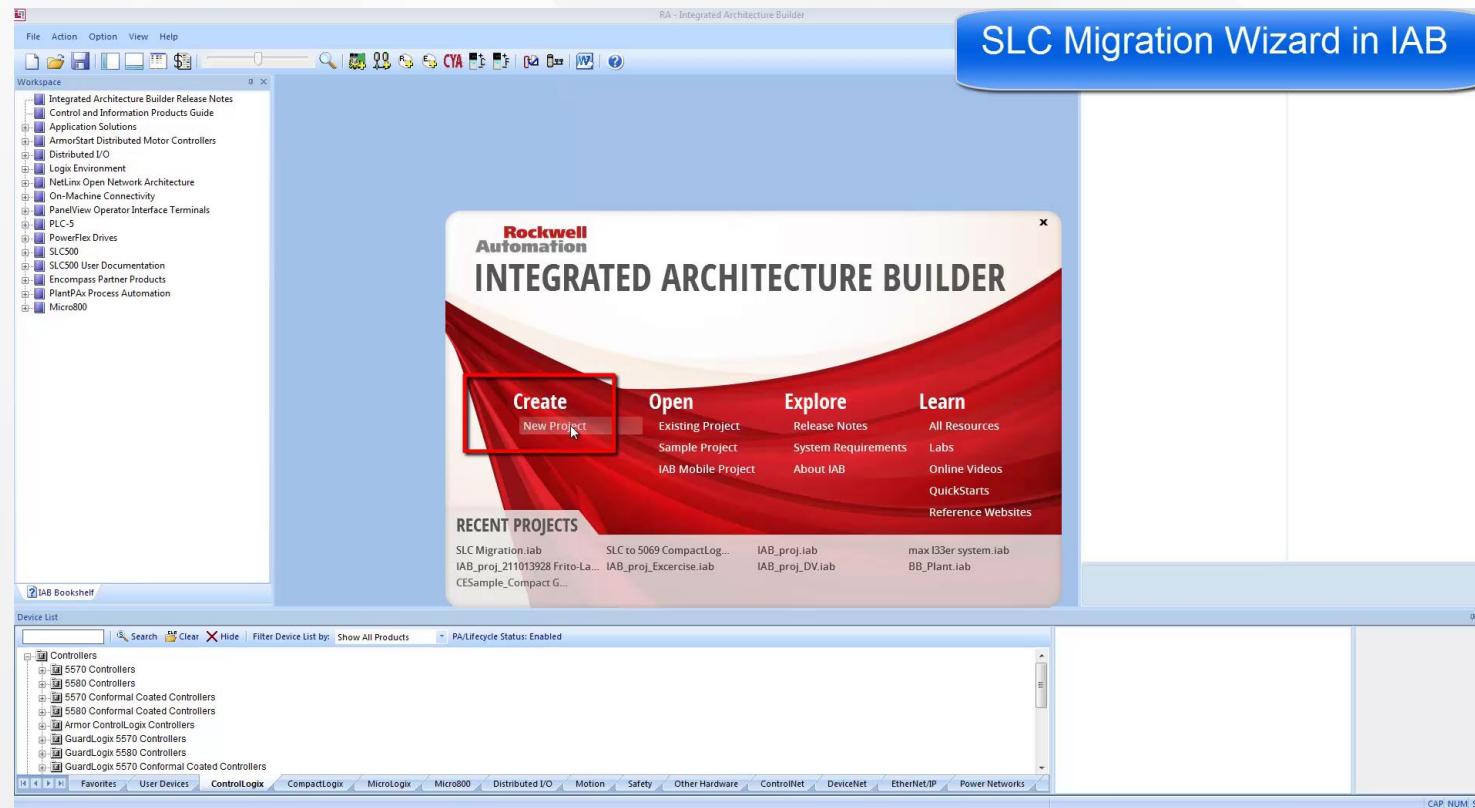 RA - Integrated Architecture Builder
SLC Migration Wizard in IAB
File Action Option View Help
CYA
Workspace
Integrated Architecture Builder Release Notes
Control and Information Products Guide
Application Solutions
ArmorStart Distributed Motor Controllers
Distributed I/O
Logix Environment
NetLinx Open Network Architecture
On-Machine Connectivity
PanelView Operator Interface Terminals
PLC-5
PowerFlex Drives
SLC500
SLC500 User Documentation
Encompass Partner Products
PlantPAx Process Automation
Micro800
IAB Bookshelf
Rockwell
Automation
INTEGRATED ARCHITECTURE BUILDER
Create Open Explore Learn
New Project Existing Project Release Notes All Resources
Sample Project System Requirements Labs
IAB Mobile Project About IAB Online Videos
QuickStarts
Reference Websites
RECENT PROJECTS
SLC Migration.iab SLC to 5069 CompactLog... IAB_proj.iab max l33er system.iab
IAB_proj_211013928 Frito-La... IAB_proj_Excercise.iab IAB_proj_DV.iab BB_Plant.iab
CESample_Compact G...
Device List
Search Clear Hide Filter Device List by: Show All Products PA/Lifecycle Status: Enabled
Controllers
5570 Controllers
5580 Controllers
5570 Conformal Coated Controllers
5580 Conformal Coated Controllers
Armor ControlLogix Controllers
GuardLogix 5570 Controllers
GuardLogix 5580 Controllers
GuardLogix 5570 Conformal Coated Controllers
Favorites User Devices ControlLogix CompactLogix MicroLogix Micro800 Distributed I/O Motion Safety Other Hardware ControlNet DeviceNet EtherNet/IP Power Networks
CAP NUM